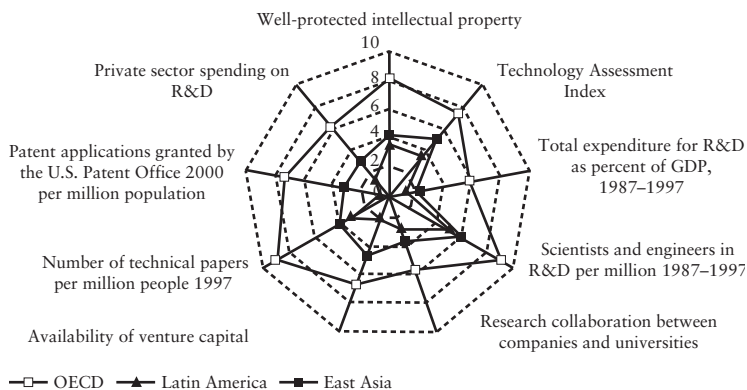 Well-protected intellectual property
10
8
6
4
2
0
Technology Assessment
Index
Total expenditure for R&D
as percent of GDP,
1987–1997
Scientists and engineers in
R&D per million 1987–1997
Research collaboration between
companies and universities
Availability of venture capital
Number of technical papers
per million people 1997
Patent applications granted by
the U.S. Patent Office 2000
per million population
Private sector spending on
R&D
OECD
Latin America
East Asia